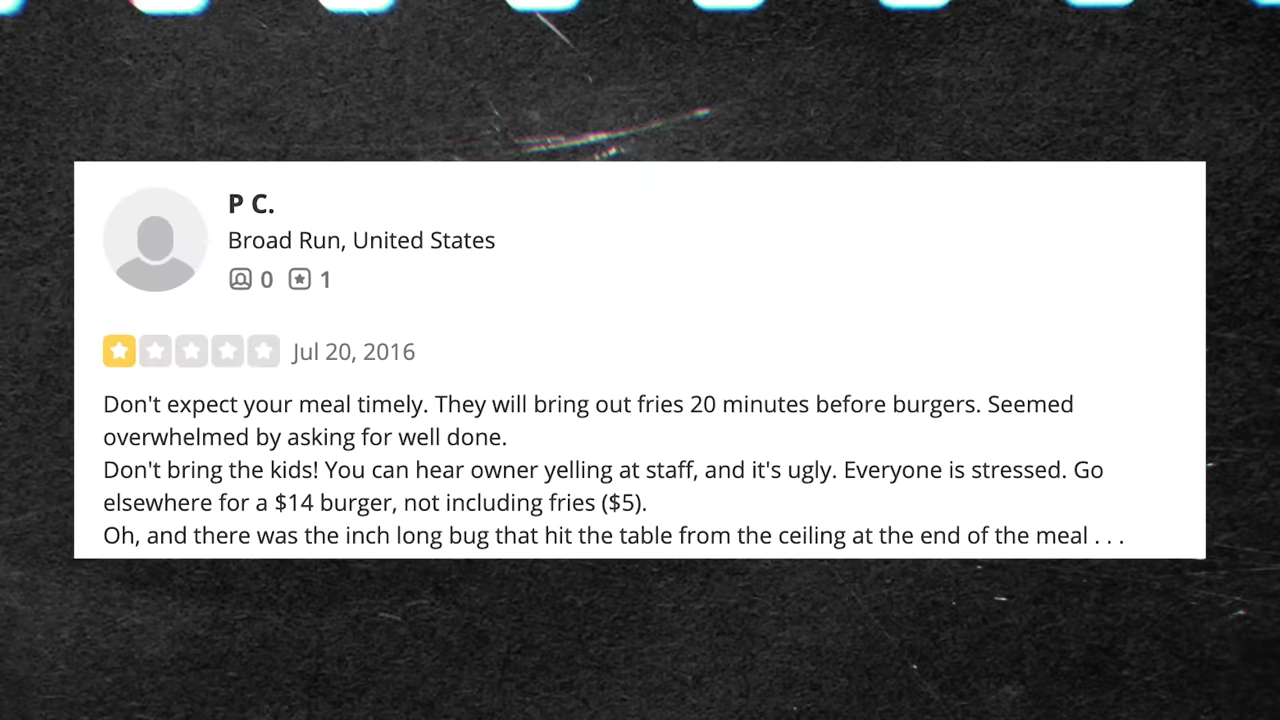 P C.
Broad Run, United States
0 1
Jul 20, 2016
Don't expect your meal timely. They will bring out fries 20 minutes before burgers. Seemed
overwhelmed by asking for well done.
Don't bring the kids! You can hear owner yelling at staff, and it's ugly. Everyone is stressed. Go
elsewhere for a $14 burger, not including fries ($5).
Oh, and there was the inch long bug that hit the table from the ceiling at the end of the meal . . .